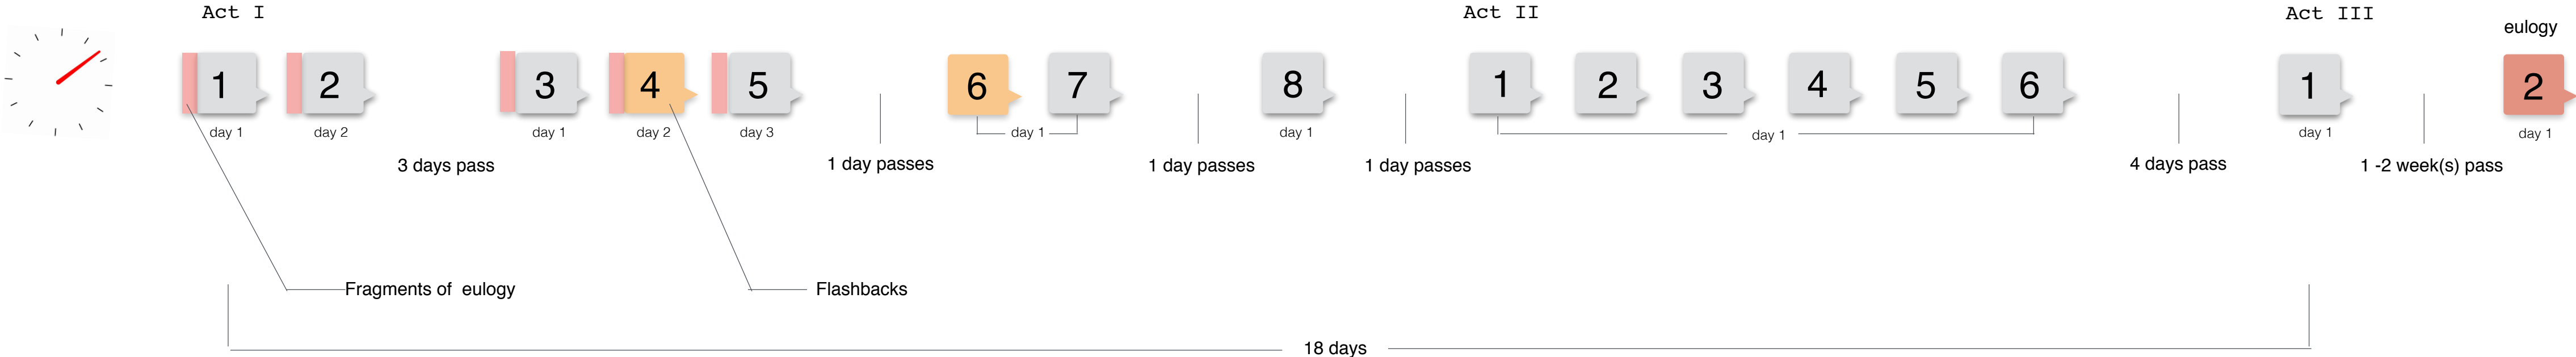 Act I
Act II
Act III
eulogy
1
2
3
4
5
6
7
8
1
2
3
4
5
6
1
2
day 1
day 2
day 1
day 2
day 3
day 1
day 1
day 1
day 1
day 1
3 days pass
1 day passes
1 day passes
1 day passes
4 days pass
1 -2 week(s) pass
Fragments of eulogy
Flashbacks
18 days